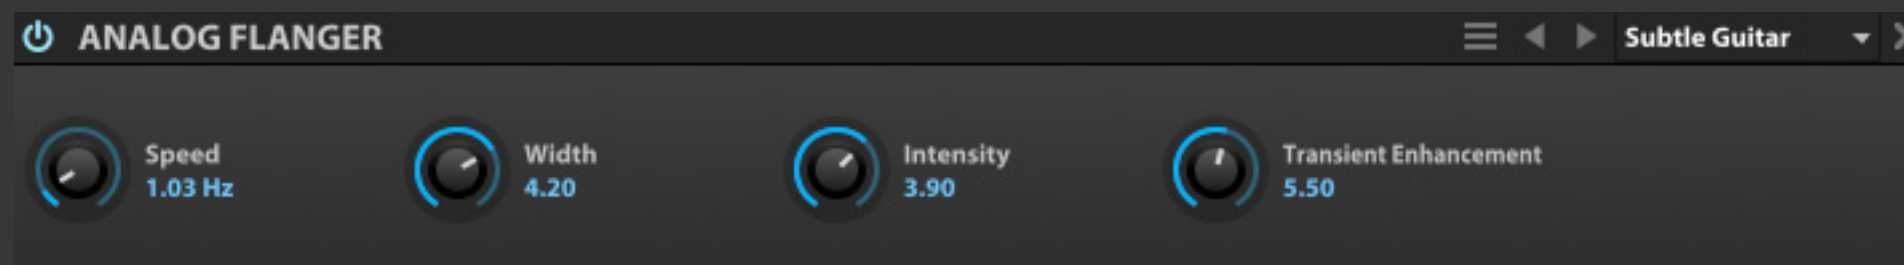 ANALOG FLANGER
Subtle Guitar
Speed
1.03 Hz
Width
4.20
Intensity
3.90
Transient Enhancement
5.50